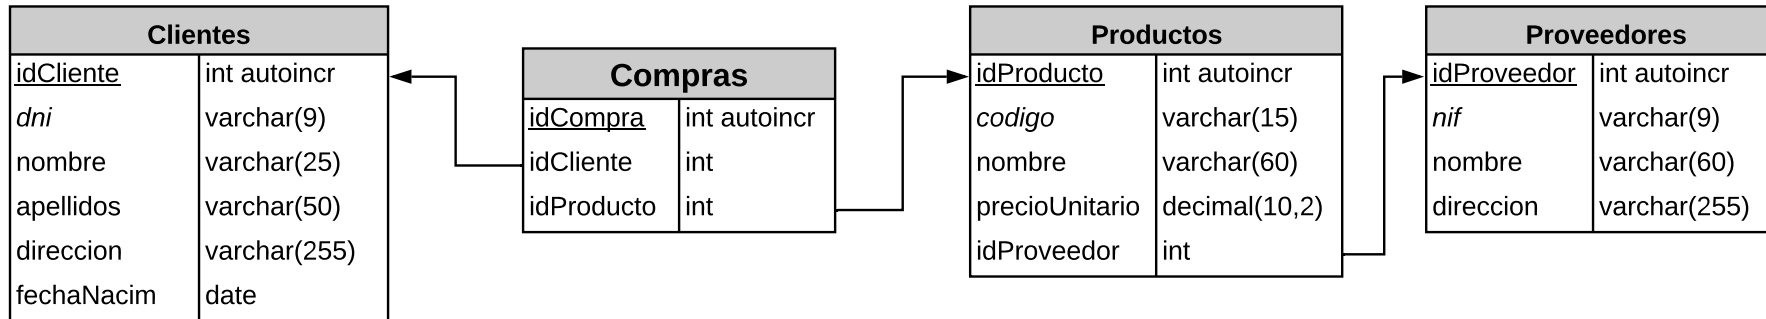 Clientes
idCliente int autoincr
dni varchar(9)
nombre varchar(25)
apellidos varchar(50)
direccion varchar(255)
fechaNacim date
Compras
idCompra int autoincr
idCliente int
idProducto int
Productos
idProducto int autoincr
codigo varchar(15)
nombre varchar(60)
precioUnitario decimal(10,2)
idProveedor int
Proveedores
idProveedor int autoincr
nif varchar(9)
nombre varchar(60)
direccion varchar(255)